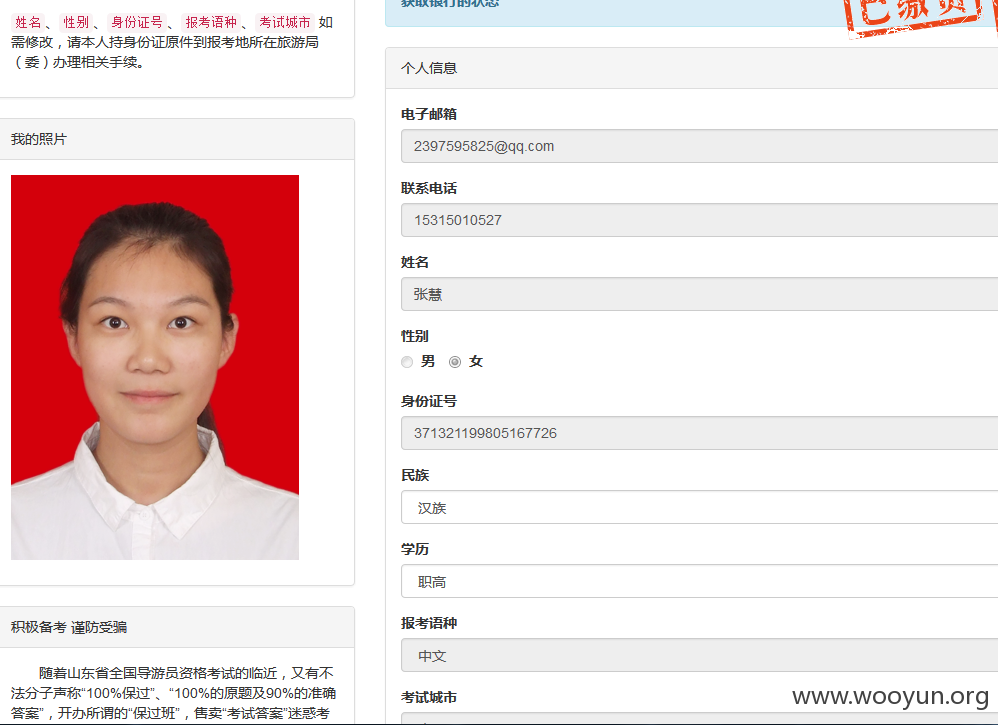 姓名、性别、身份证号、报考语种、考试城市 如
需修改，请本人持身份证原件到报考地所在旅游局
（委）办理相关手续。
我的照片
积极备考 谨防受骗
随着山东省全国导游员资格考试的临近，又有不
法分子声称“100%保过”、“100%的原题及90%的准确
答案”，开办所谓的“保过班”，售卖“考试答案”迷惑考
获取银行的状态
已缴费
个人信息
电子邮箱
2397595825@qq.com
联系电话
15315010527
姓名
张慧
性别
男 女
身份证号
371321199805167726
民族
汉族
学历
职高
报考语种
中文
考试城市
www.wooyun.org